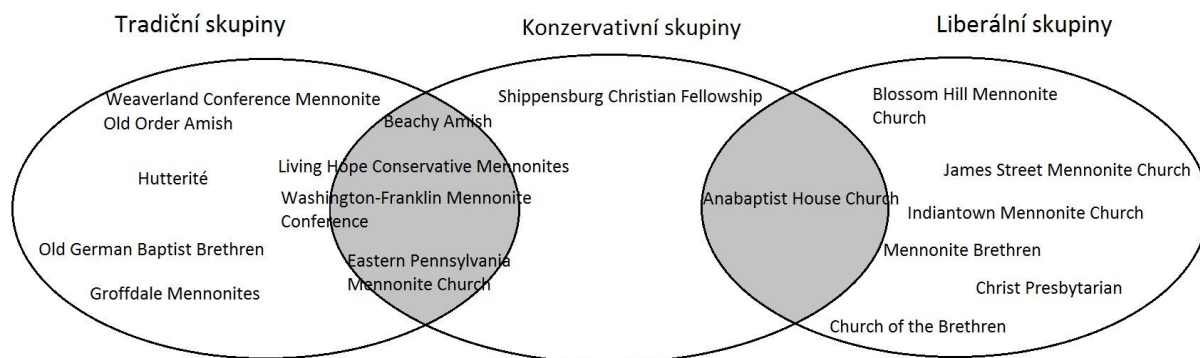 Tradiční skupiny
Konzervativní skupiny
Liberální skupiny
Weaverland Conference Mennonite
Old Order Amish
Hutterité
Old German Baptist Brethren
Groffdale Mennonites
Beachy Amish
Living Hope Conservative Mennonites
Washington-Franklin Mennonite
Conference
Eastern Pennsylvania
Mennonite Church
Shippensburg Christian Fellowship
Anabaptist House Church
Blossom Hill Mennonite
Church
James Street Mennonite Church
Indiantown Mennonite Church
Mennonite Brethren
Christ Presbytarian
Church of the Brethren